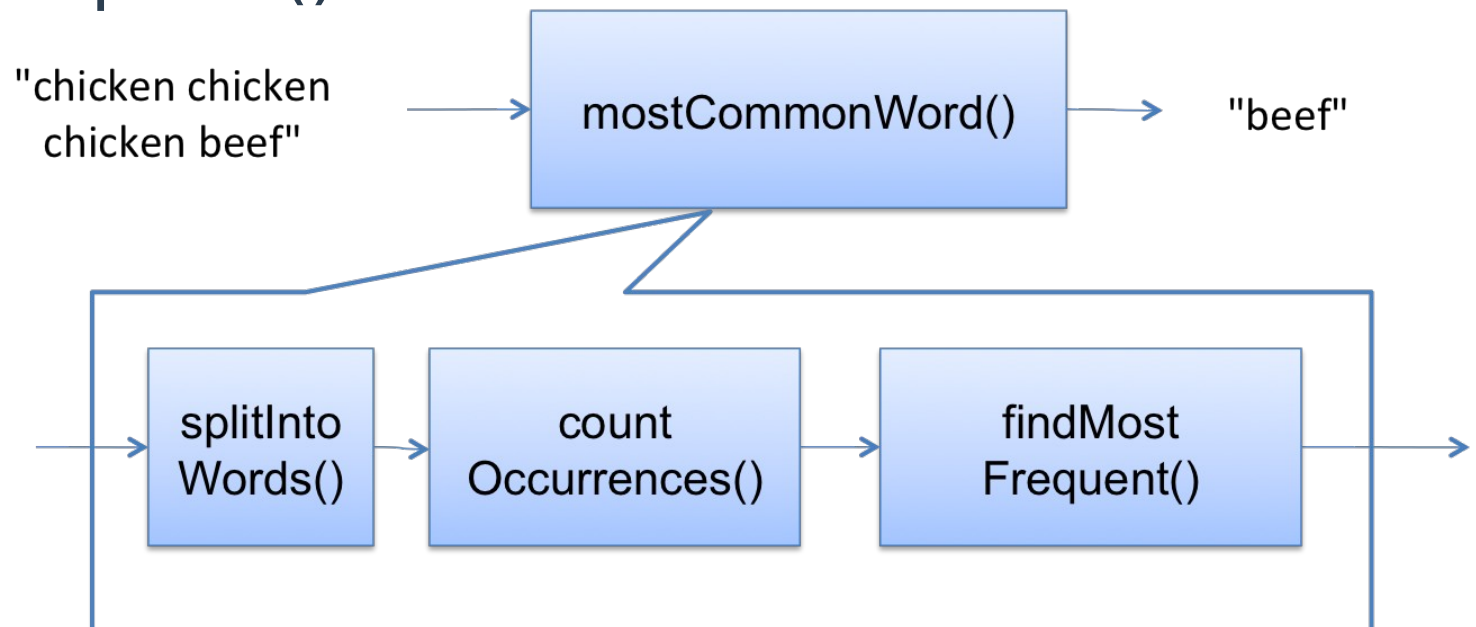 "chicken chicken
chicken beef"
mostCommonWord()
"beef"
splitInto
Words()
count
Occurrences()
findMost
Frequent()